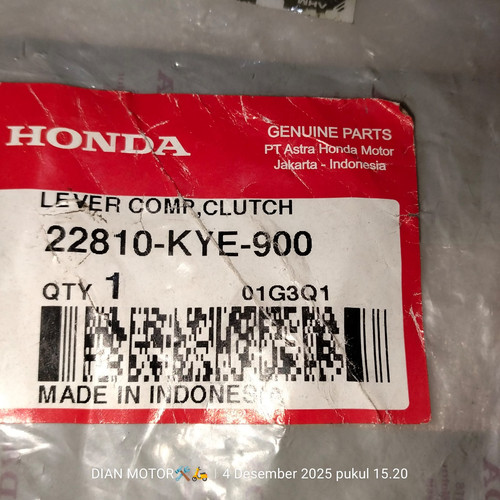 HONDA
GENUINE PARTS
PT Astra Honda Motor
Jakarta - Indonesia
LEVER COMP,CLUTCH
22810-KYE-900
QTY 1 01G3Q1
MADE IN INDONESIA
DIAN MOTOR🛠️🛵 | 4 Desember 2025 pukul 15.20